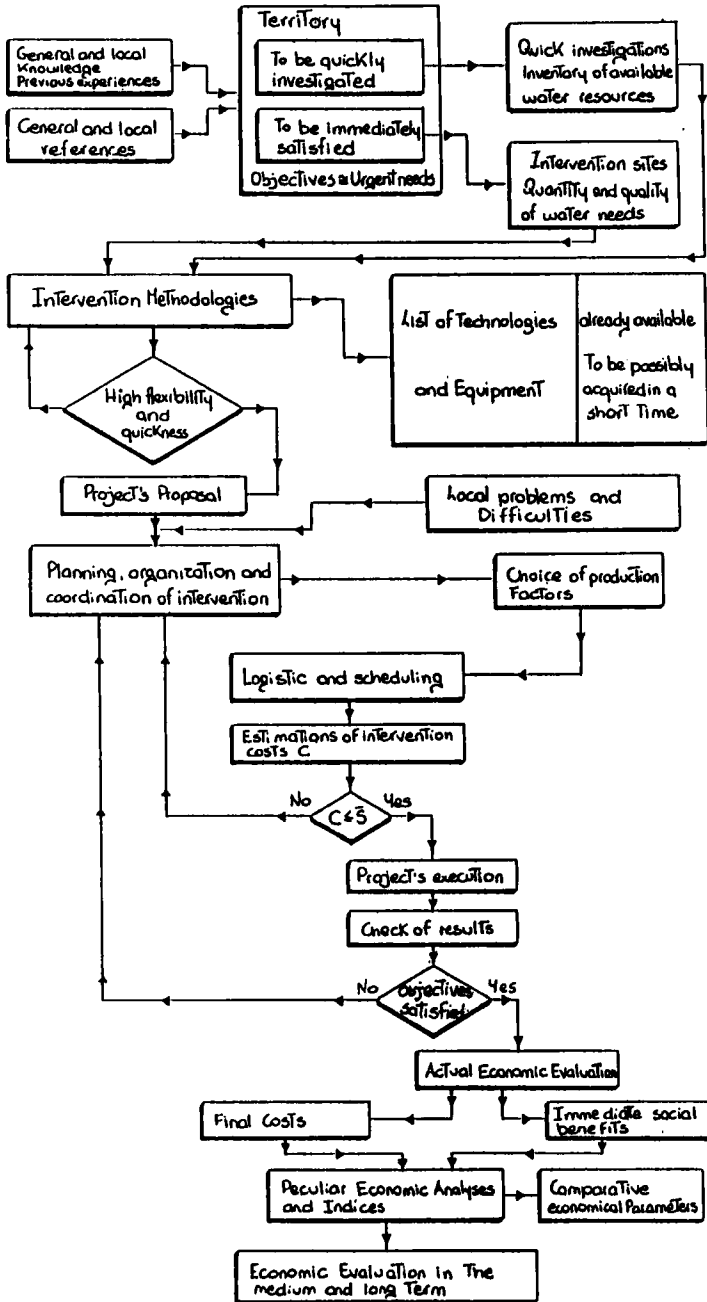 Territory
General and local
Knowledge
Previous experiences
To be quickly
investigated
Quick investigations
Inventory of available
water resources
General and local
references
To be immediately
satisfied
Objectives ≡ Urgent needs
Intervention sites
Quantity and quality
of water needs
Intervention Methodologies
List of Technologies
and Equipment
already available
To be possibly
acquired in a
short Time
High flexibility
and
quickness
Project's Proposal
Local problems and
Difficulties
Planning, organization and
coordination of intervention
Choice of production
Factors
Logistic and scheduling
Estimations of intervention
costs C
No
C ≤ S̄
Yes
Project's execution
Check of results
No
Objectives
satisfied
Yes
Actual Economic Evaluation
Final Costs
Immediate social
benefits
Peculiar Economic Analyses
and Indices
Comparative
economical Parameters
Economic Evaluation in The
medium and long Term